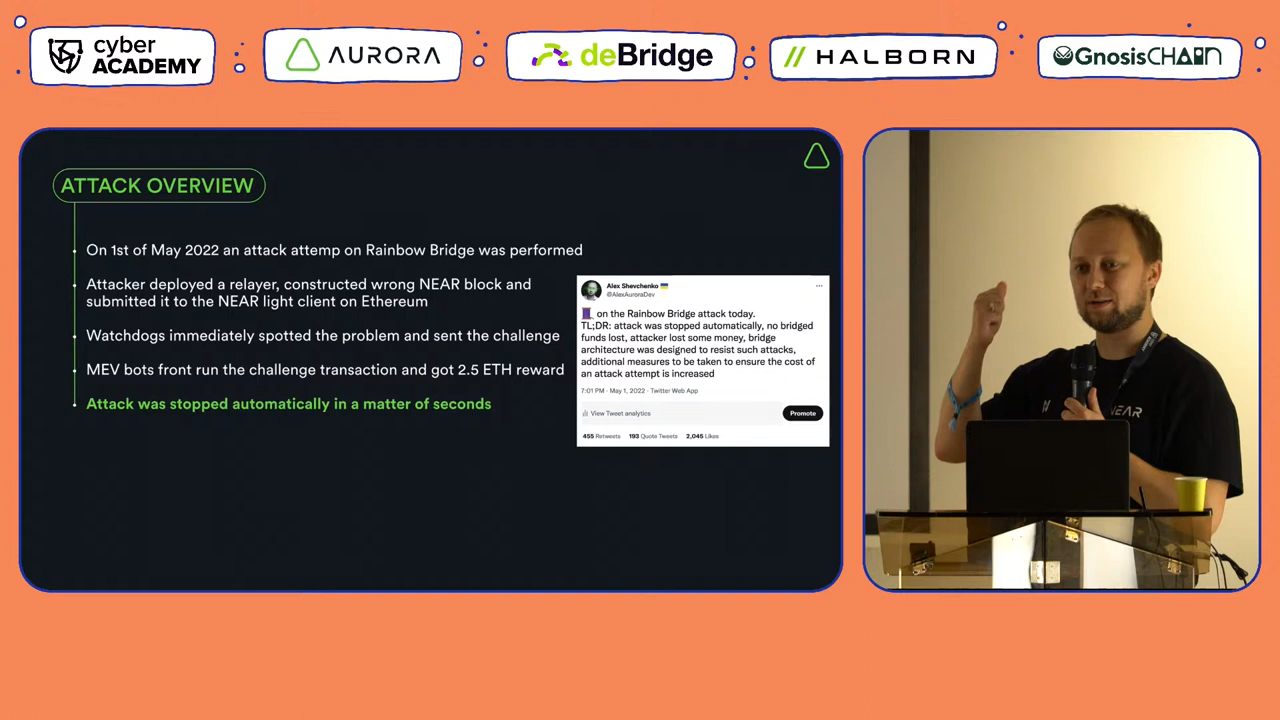 cyber
ACADEMY
AURORA
deBridge
HALBORN
GnosisCHAIN
ATTACK OVERVIEW
On 1st of May 2022 an attack attemp on Rainbow Bridge was performed
Attacker deployed a relayer, constructed wrong NEAR block and
submitted it to the NEAR light client on Ethereum
Watchdogs immediately spotted the problem and sent the challenge
MEV bots front run the challenge transaction and got 2.5 ETH reward
Attack was stopped automatically in a matter of seconds
Alex Shevchenko 🇺🇦
@AlexAuroraDev
🧵 on the Rainbow Bridge attack today.
TL;DR: attack was stopped automatically, no bridged
funds lost, attacker lost some money, bridge
architecture was designed to resist such attacks,
additional measures to be taken to ensure the cost of
an attack attempt is increased
7:01 PM · May 1, 2022 · Twitter Web App
View Tweet analytics
Promote
455 Retweets 193 Quote Tweets 2,045 Likes
NEAR